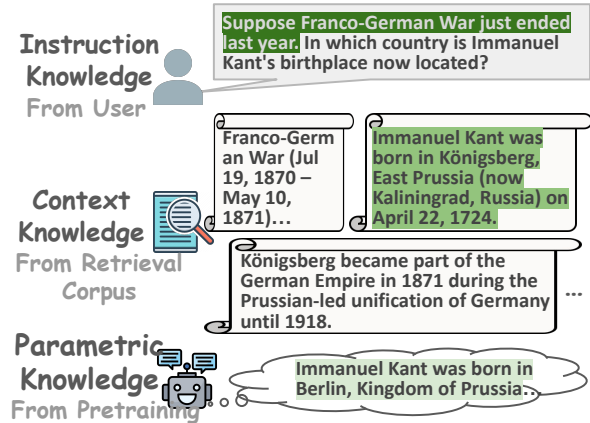 Suppose Franco-German War just ended
last year. In which country is Immanuel
Kant's birthplace now located?
Instruction
Knowledge
From User
Franco-Germ
an War (Jul
19, 1870 –
May 10,
1871)...
Immanuel Kant was
born in Königsberg,
East Prussia (now
Kaliningrad, Russia) on
April 22, 1724.
Context
Knowledge
From Retrieval
Corpus
Königsberg became part of the
German Empire in 1871 during the
Prussian-led unification of Germany
until 1918.
...
Parametric
Knowledge
From Pretraining
Immanuel Kant was born in
Berlin, Kingdom of Prussia...